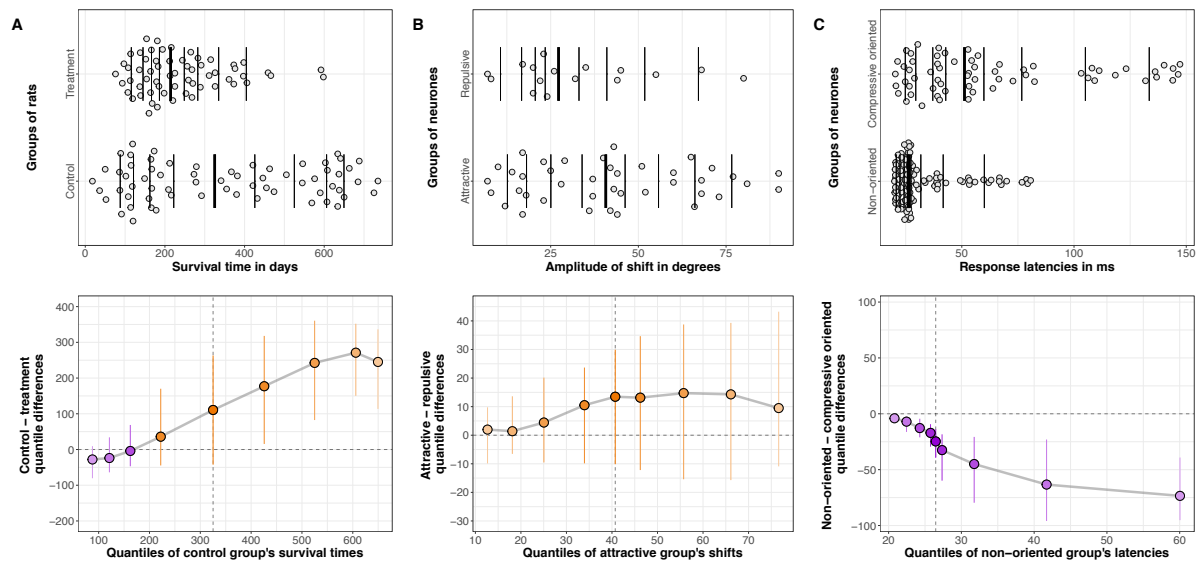 A
Groups of rats
Treatment
Control
0
200
400
600
Survival time in days
B
Groups of neurones
Repulsive
Attractive
25
50
75
Amplitude of shift in degrees
C
Groups of neurones
Compressive oriented
Non−oriented
50
100
150
Response latencies in ms
Control − treatment
quantile differences
400
300
200
100
0
−100
−200
100
200
300
400
500
600
Quantiles of control group's survival times
Attractive − repulsive
quantile differences
40
30
20
10
0
−10
−20
−30
10
20
30
40
50
60
70
Quantiles of attractive group's shifts
Non−oriented − compressive oriented
quantile differences
100
50
0
−50
−100
20
30
40
50
60
Quantiles of non−oriented group's latencies